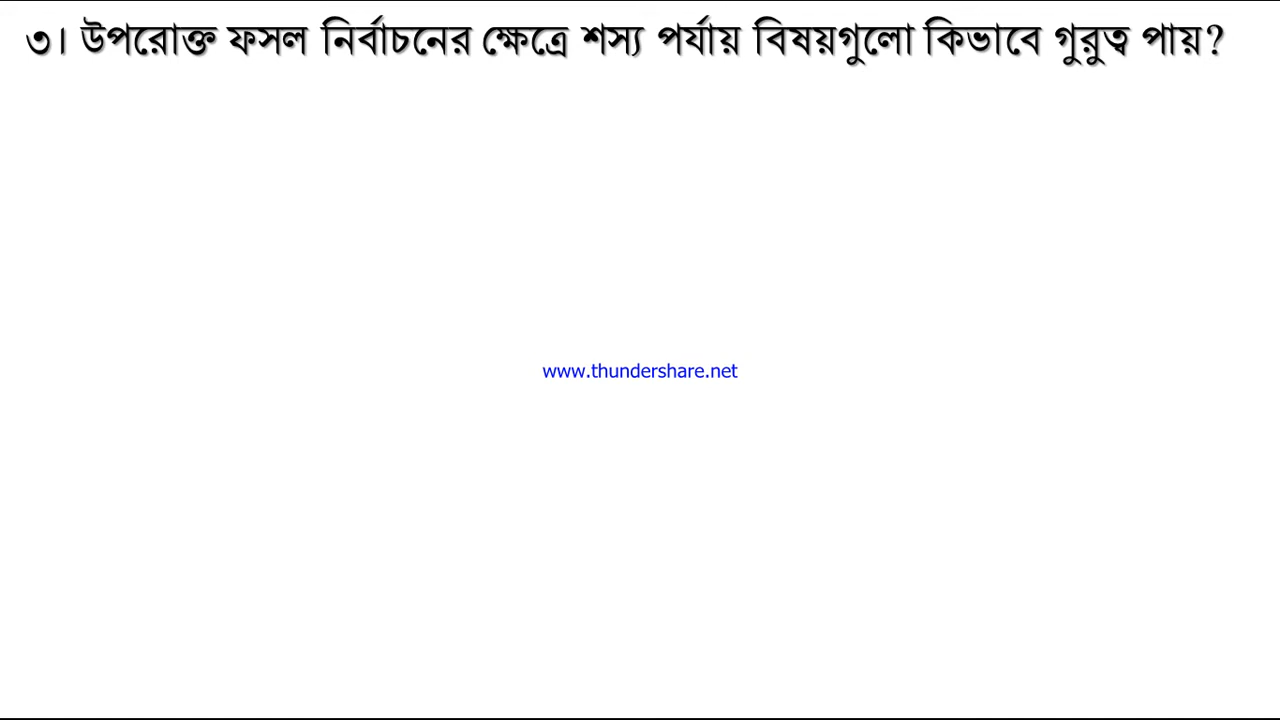 ৩। উপরোক্ত ফসল নির্বাচনের ক্ষেত্রে শস্য পর্যায় বিষয়গুলো কিভাবে গুরুত্ব পায়?
www.thundershare.net